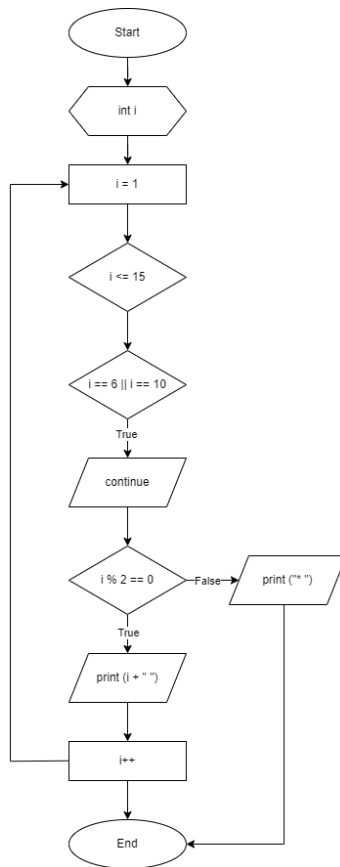 Start
int i
i = 1
i <= 15
i == 6 || i == 10
True
continue
i % 2 == 0
False
print ("* ")
True
print (i + " ")
i++
End